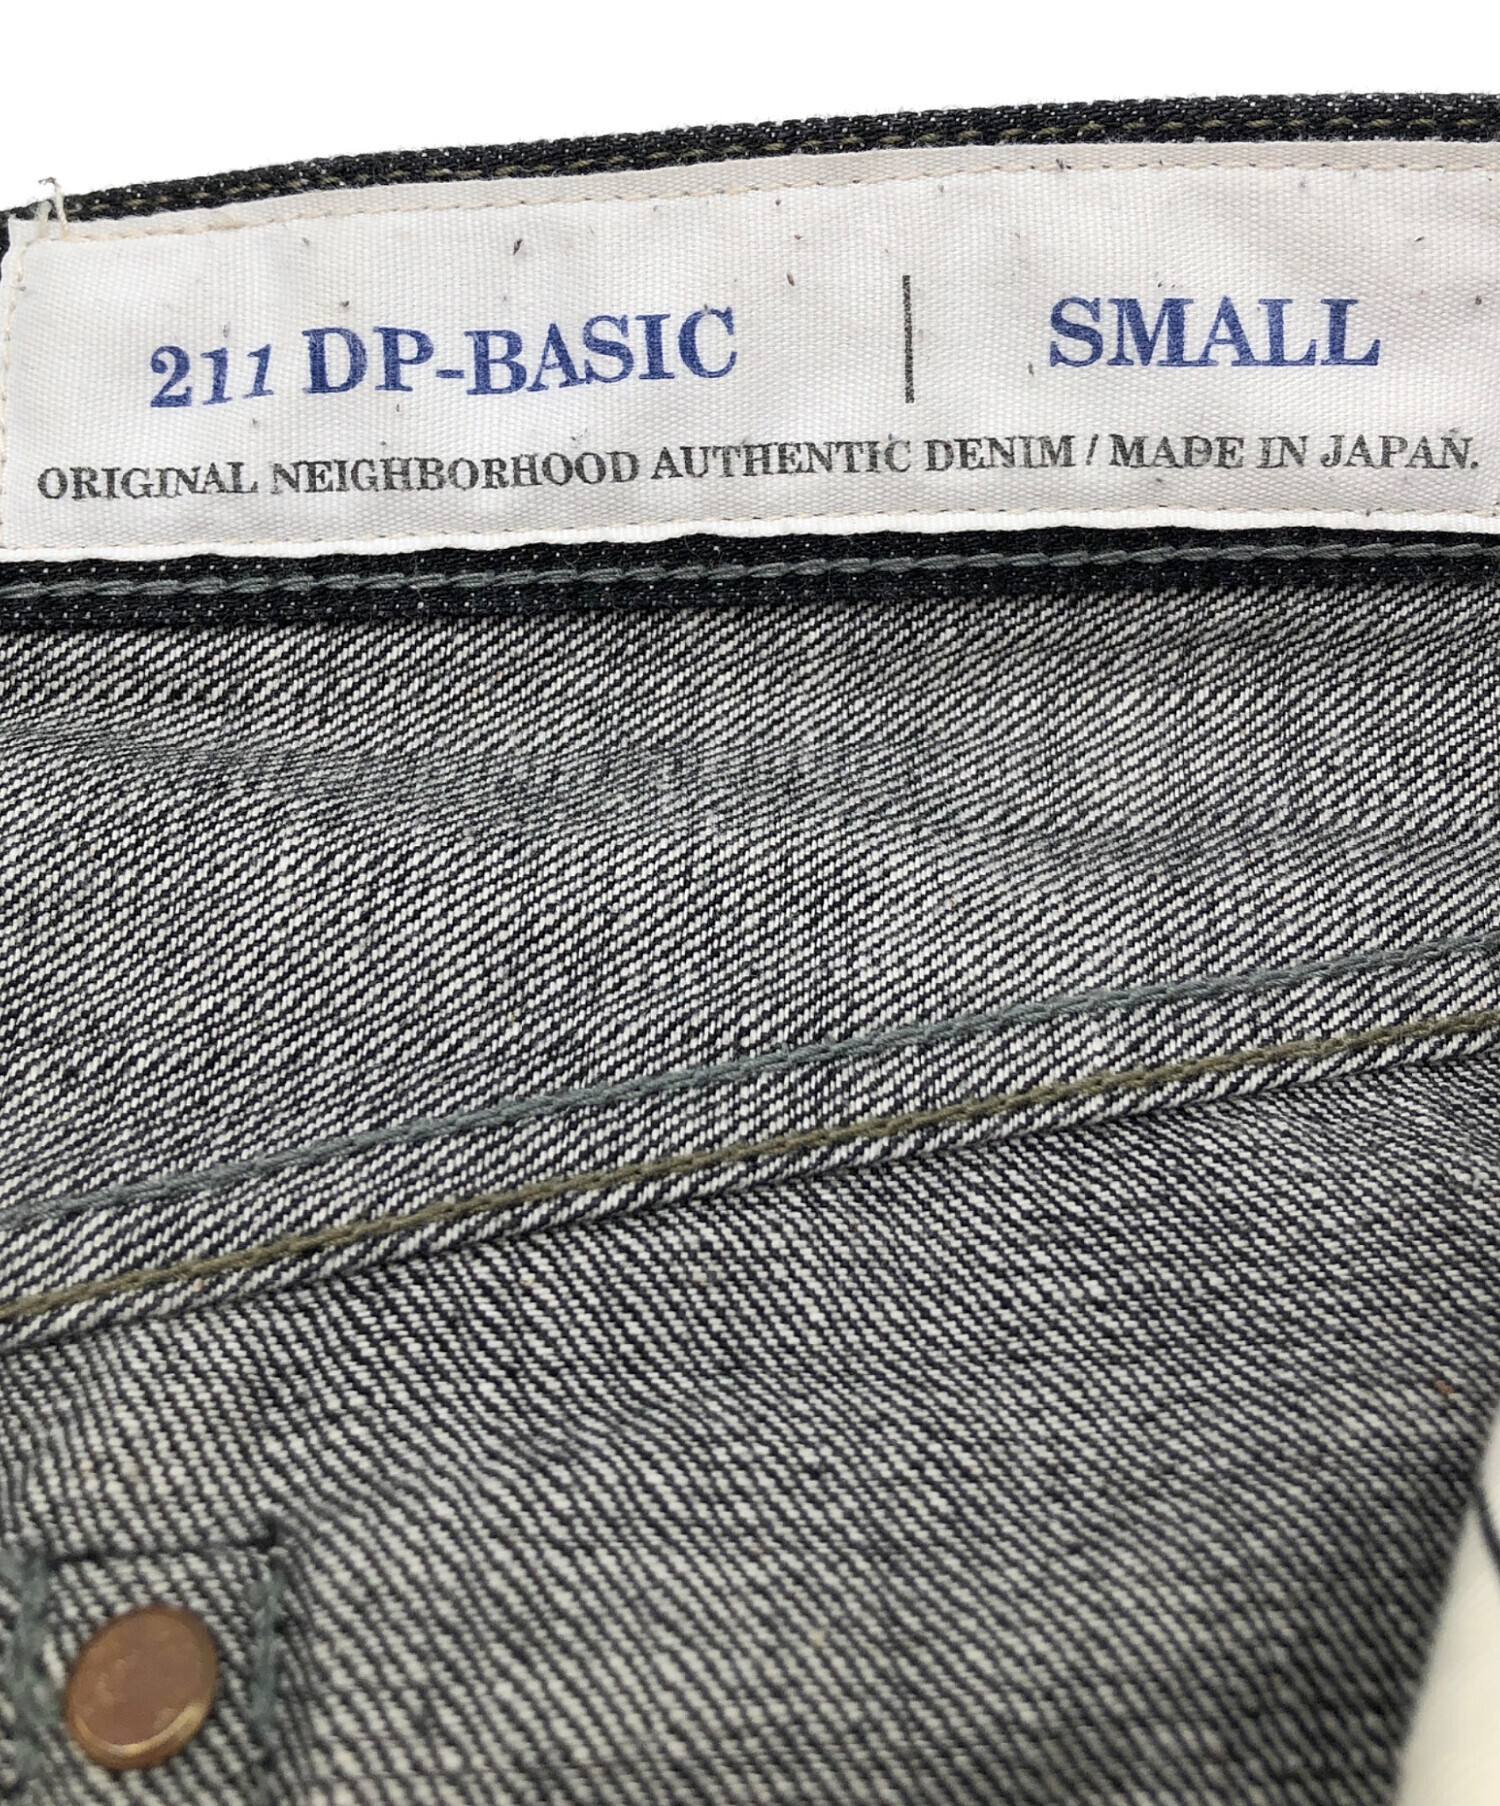 211 DP-BASIC | SMALL
ORIGINAL NEIGHBORHOOD AUTHENTIC DENIM / MADE IN JAPAN.